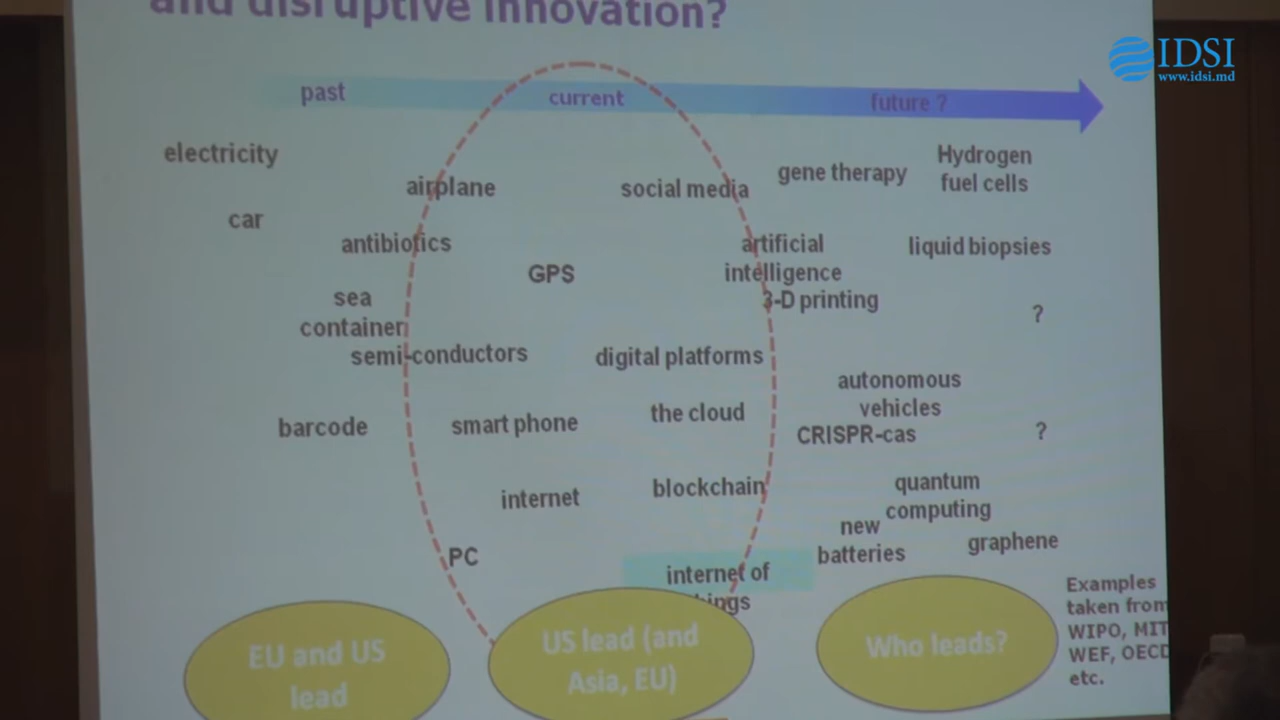 and disruptive innovation?
IDSI
www.idsi.md
past
current
future ?
electricity
airplane
social media
gene therapy
Hydrogen
fuel cells
car
antibiotics
GPS
artificial
intelligence
liquid biopsies
sea
container
3-D printing
?
semi-conductors
digital platforms
autonomous
vehicles
barcode
smart phone
the cloud
CRISPR-cas
?
internet
blockchain
quantum
computing
new
batteries
graphene
PC
internet of
ings
EU and US
lead
US lead (and
Asia, EU)
Who leads?
Examples
taken from
WIPO, MIT
WEF, OECD
etc.